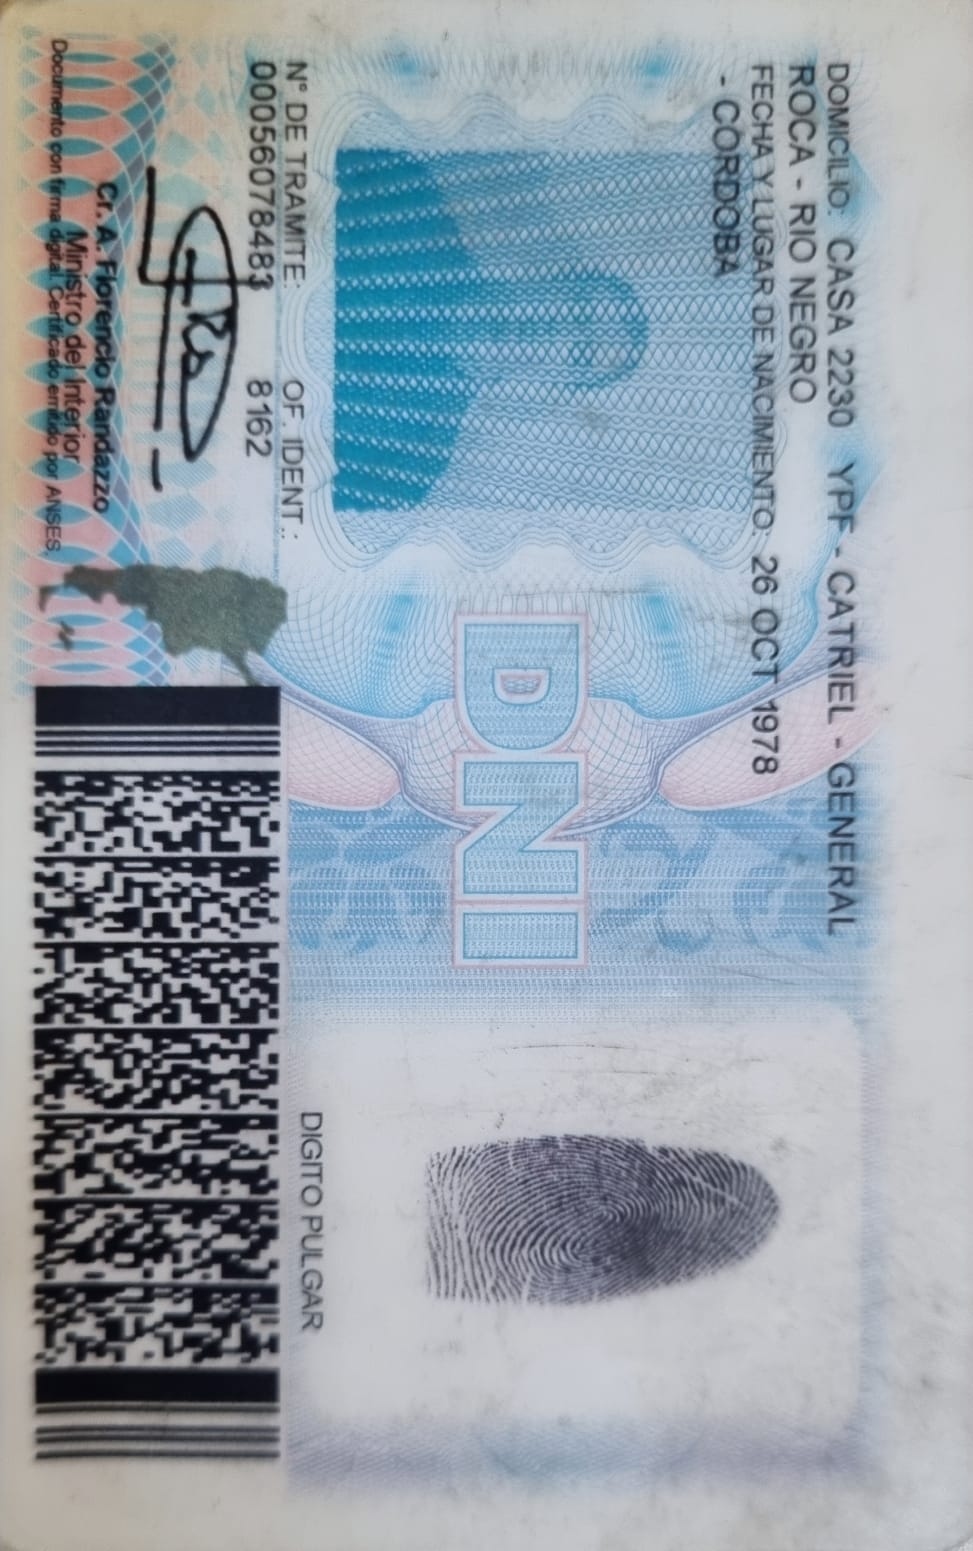 DOMICILIO: CASA 2230 YPF - CATRIEL - GENERAL
ROCA - RIO NEGRO
FECHA Y LUGAR DE NACIMIENTO: 26 OCT 1978
- CORDOBA
DNI
N° DE TRAMITE: OF. IDENT.:
00056078483 8162
DIGITO PULGAR
Cr. A. Florencio Randazzo
Ministro del Interior
Documento con firma digital. Certificado emitido por ANSES.